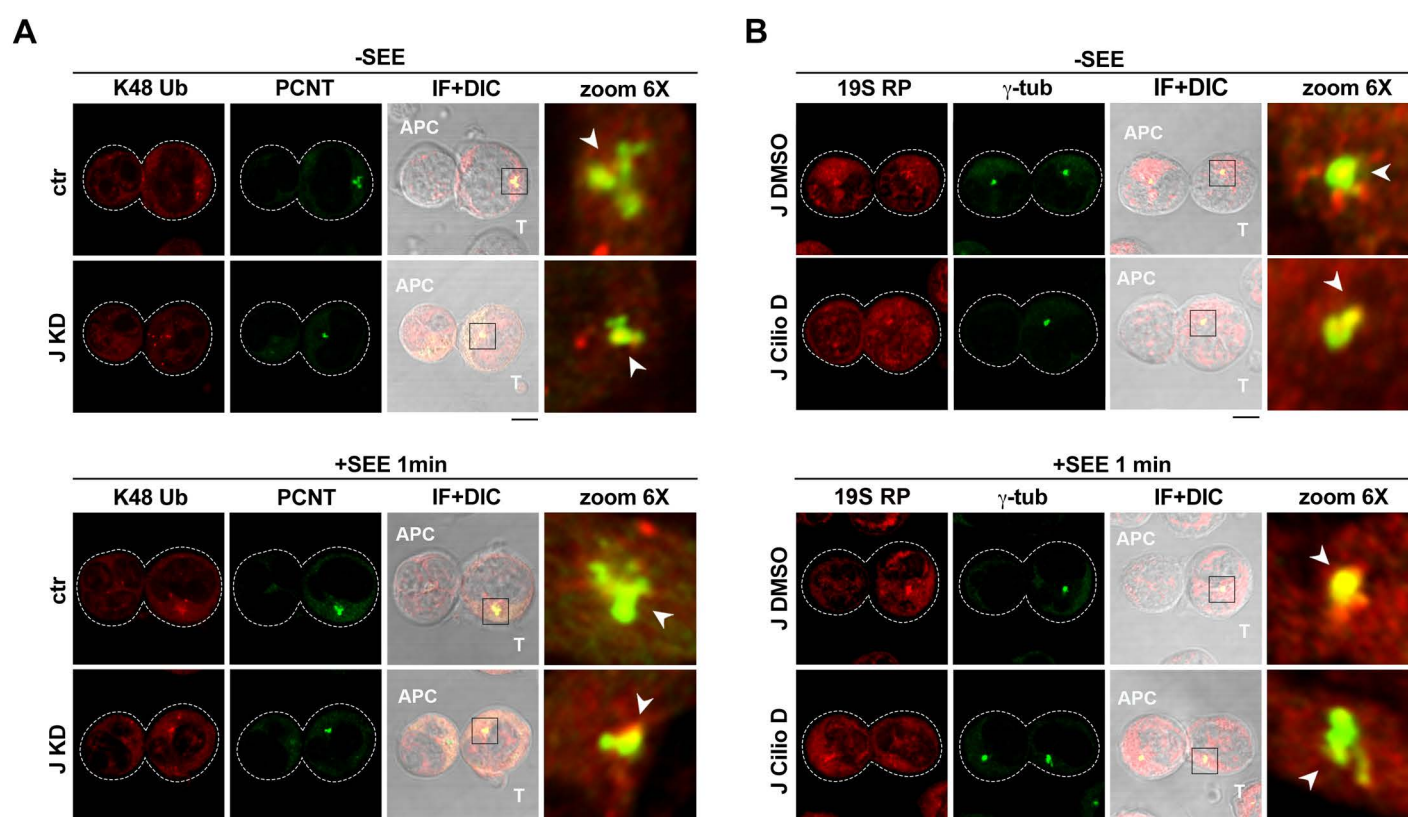 A
-SEE
K48 Ub PCNT IF+DIC zoom 6X
ctr APC T
J KD APC T
+SEE 1min
K48 Ub PCNT IF+DIC zoom 6X
ctr APC T
J KD APC T
B
-SEE
19S RP γ-tub IF+DIC zoom 6X
J DMSO APC T
J Cilio D APC T
+SEE 1 min
19S RP γ-tub IF+DIC zoom 6X
J DMSO APC T
J Cilio D APC T